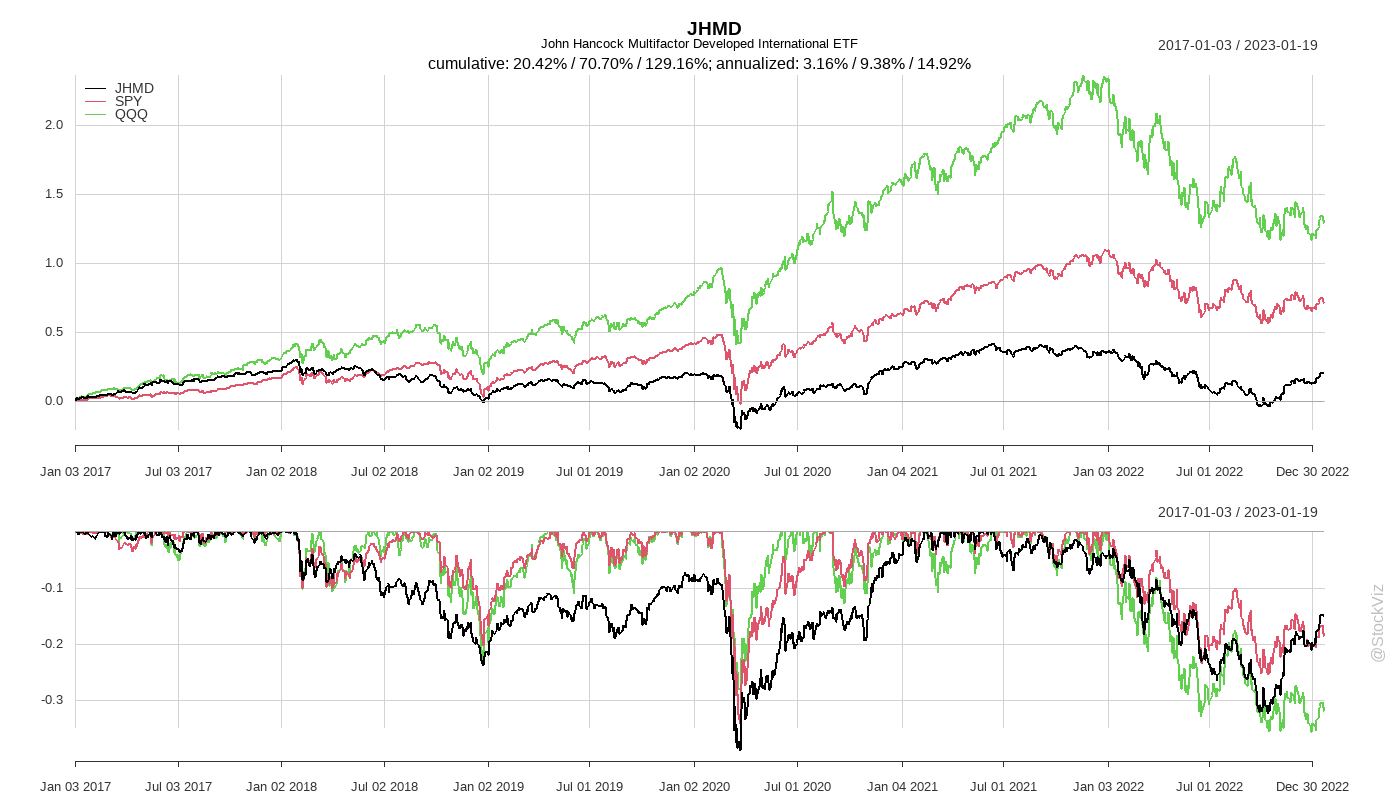 JHMD
John Hancock Multifactor Developed International ETF
2017-01-03 / 2023-01-19
cumulative: 20.42% / 70.70% / 129.16%; annualized: 3.16% / 9.38% / 14.92%
JHMD
SPY
QQQ
2.0
1.5
1.0
0.5
0.0
Jan 03 2017 Jul 03 2017 Jan 02 2018 Jul 02 2018 Jan 02 2019 Jul 01 2019 Jan 02 2020 Jul 01 2020 Jan 04 2021 Jul 01 2021 Jan 03 2022 Jul 01 2022 Dec 30 2022
2017-01-03 / 2023-01-19
-0.1
-0.2
-0.3
Jan 03 2017 Jul 03 2017 Jan 02 2018 Jul 02 2018 Jan 02 2019 Jul 01 2019 Jan 02 2020 Jul 01 2020 Jan 04 2021 Jul 01 2021 Jan 03 2022 Jul 01 2022 Dec 30 2022
@StockViz